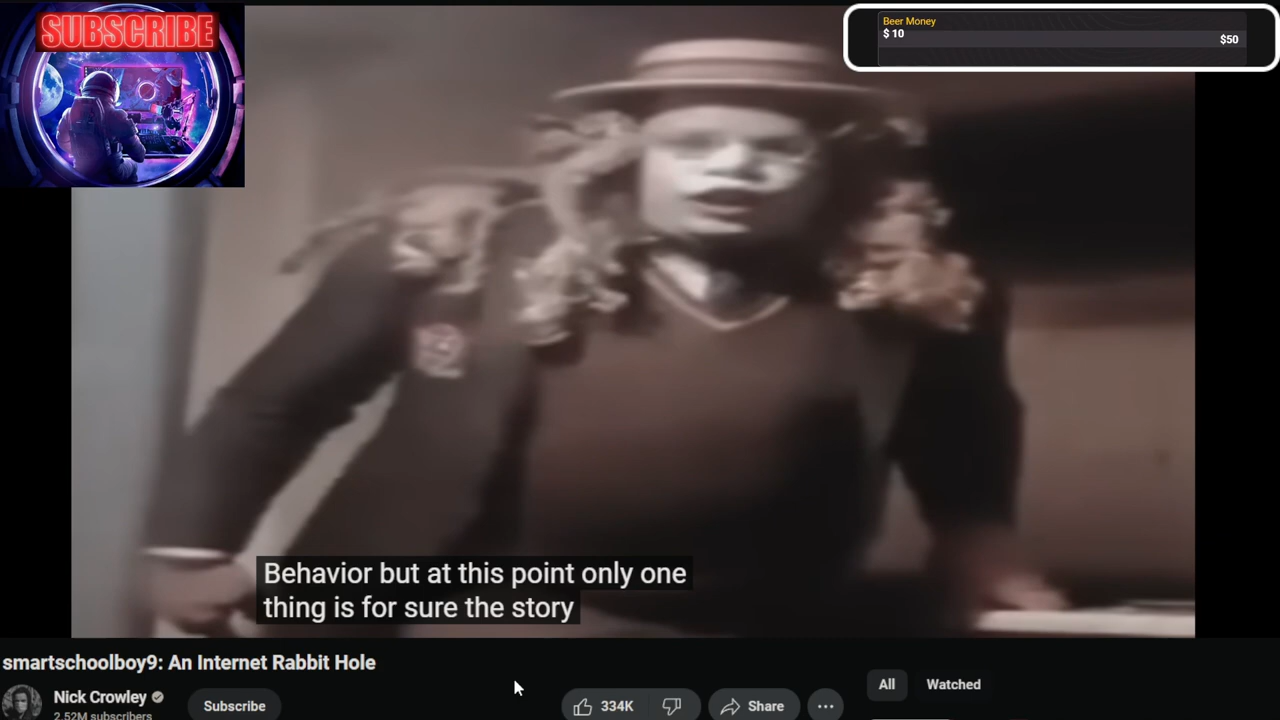 SUBSCRIBE
Beer Money
$ 10
$50
Behavior but at this point only one
thing is for sure the story
smartschoolboy9: An Internet Rabbit Hole
Nick Crowley
2.52M subscribers
Subscribe
334K
Share
All
Watched